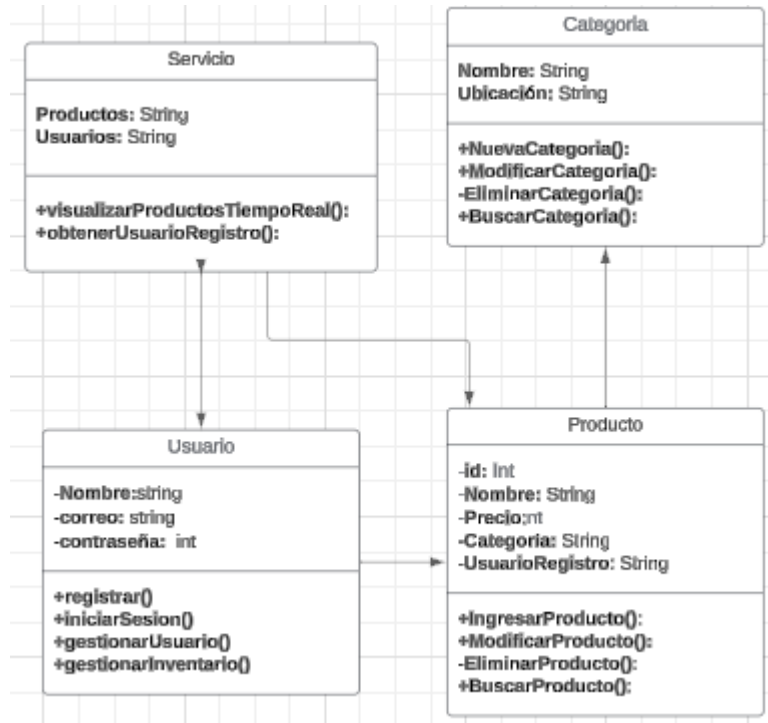 Servicio
Productos: String
Usuarios: String
+visualizarProductosTiempoReal():
+obtenerUsuarioRegistro():
Categoria
Nombre: String
Ubicación: String
+NuevaCategoria():
+ModificarCategoria():
-EliminarCategoria():
+BuscarCategoria():
Usuario
-Nombre:string
-correo: string
-contraseña: int
+registrar()
+iniciarSesion()
+gestionarUsuario()
+gestionarInventario()
Producto
-id: Int
-Nombre: String
-Precio:nt
-Categoria: String
-UsuarioRegistro: String
+IngresarProducto():
+ModificarProducto():
-EliminarProducto():
+BuscarProducto():